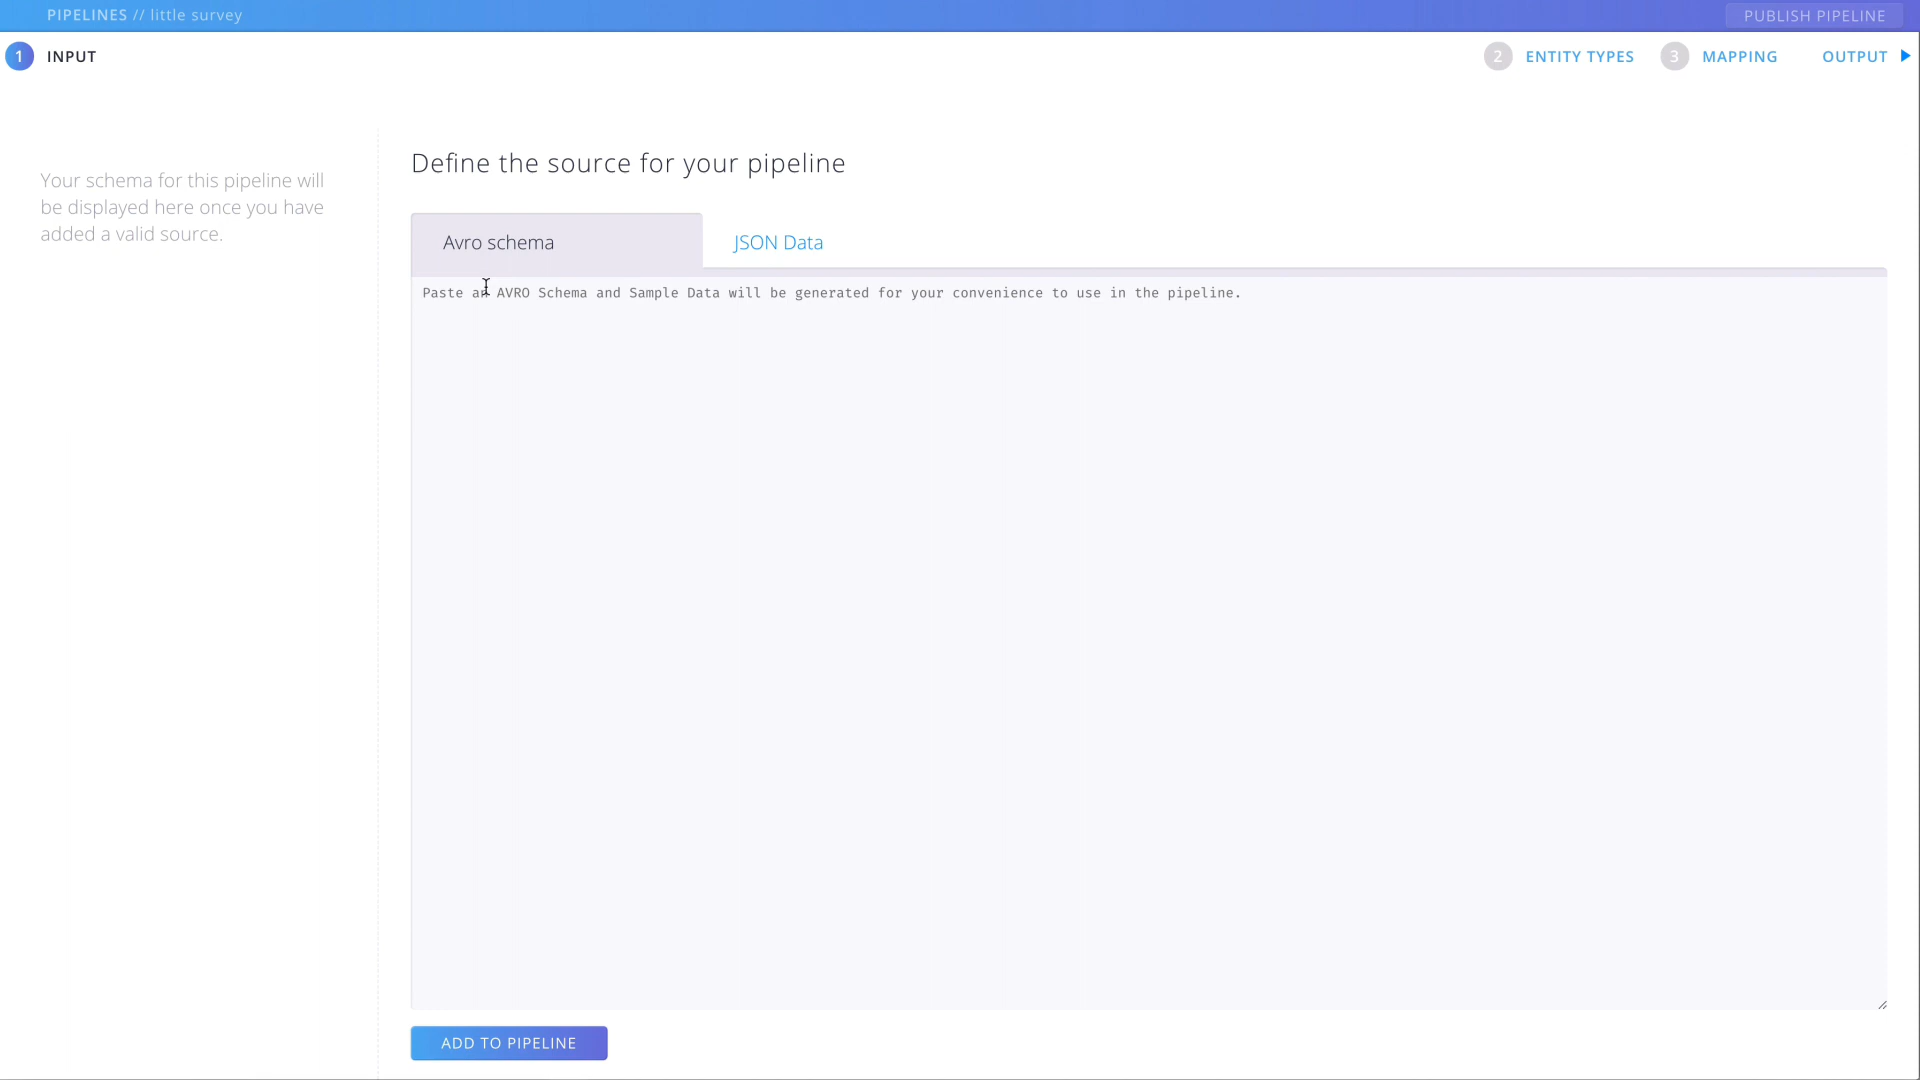 PIPELINES // little survey
PUBLISH PIPELINE
1 INPUT
2 ENTITY TYPES
3 MAPPING
OUTPUT
Your schema for this pipeline will
be displayed here once you have
added a valid source.
Define the source for your pipeline
Avro schema
JSON Data
Paste an AVRO Schema and Sample Data will be generated for your convenience to use in the pipeline.
ADD TO PIPELINE